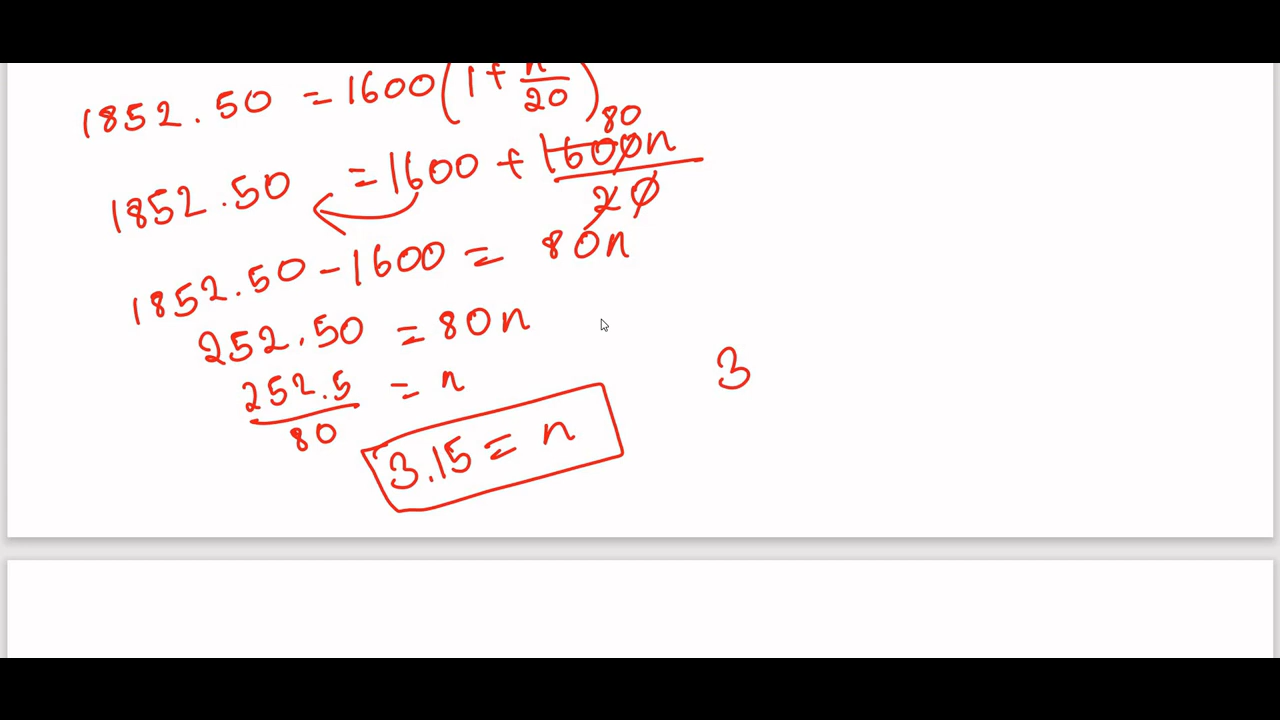 1852.50 = 1600(1 + n/20)
1852.50 = 1600 + 1600n/20 80
1852.50 - 1600 = 80n
252.50 = 80n
252.5/80 = n
3
3.15 = n